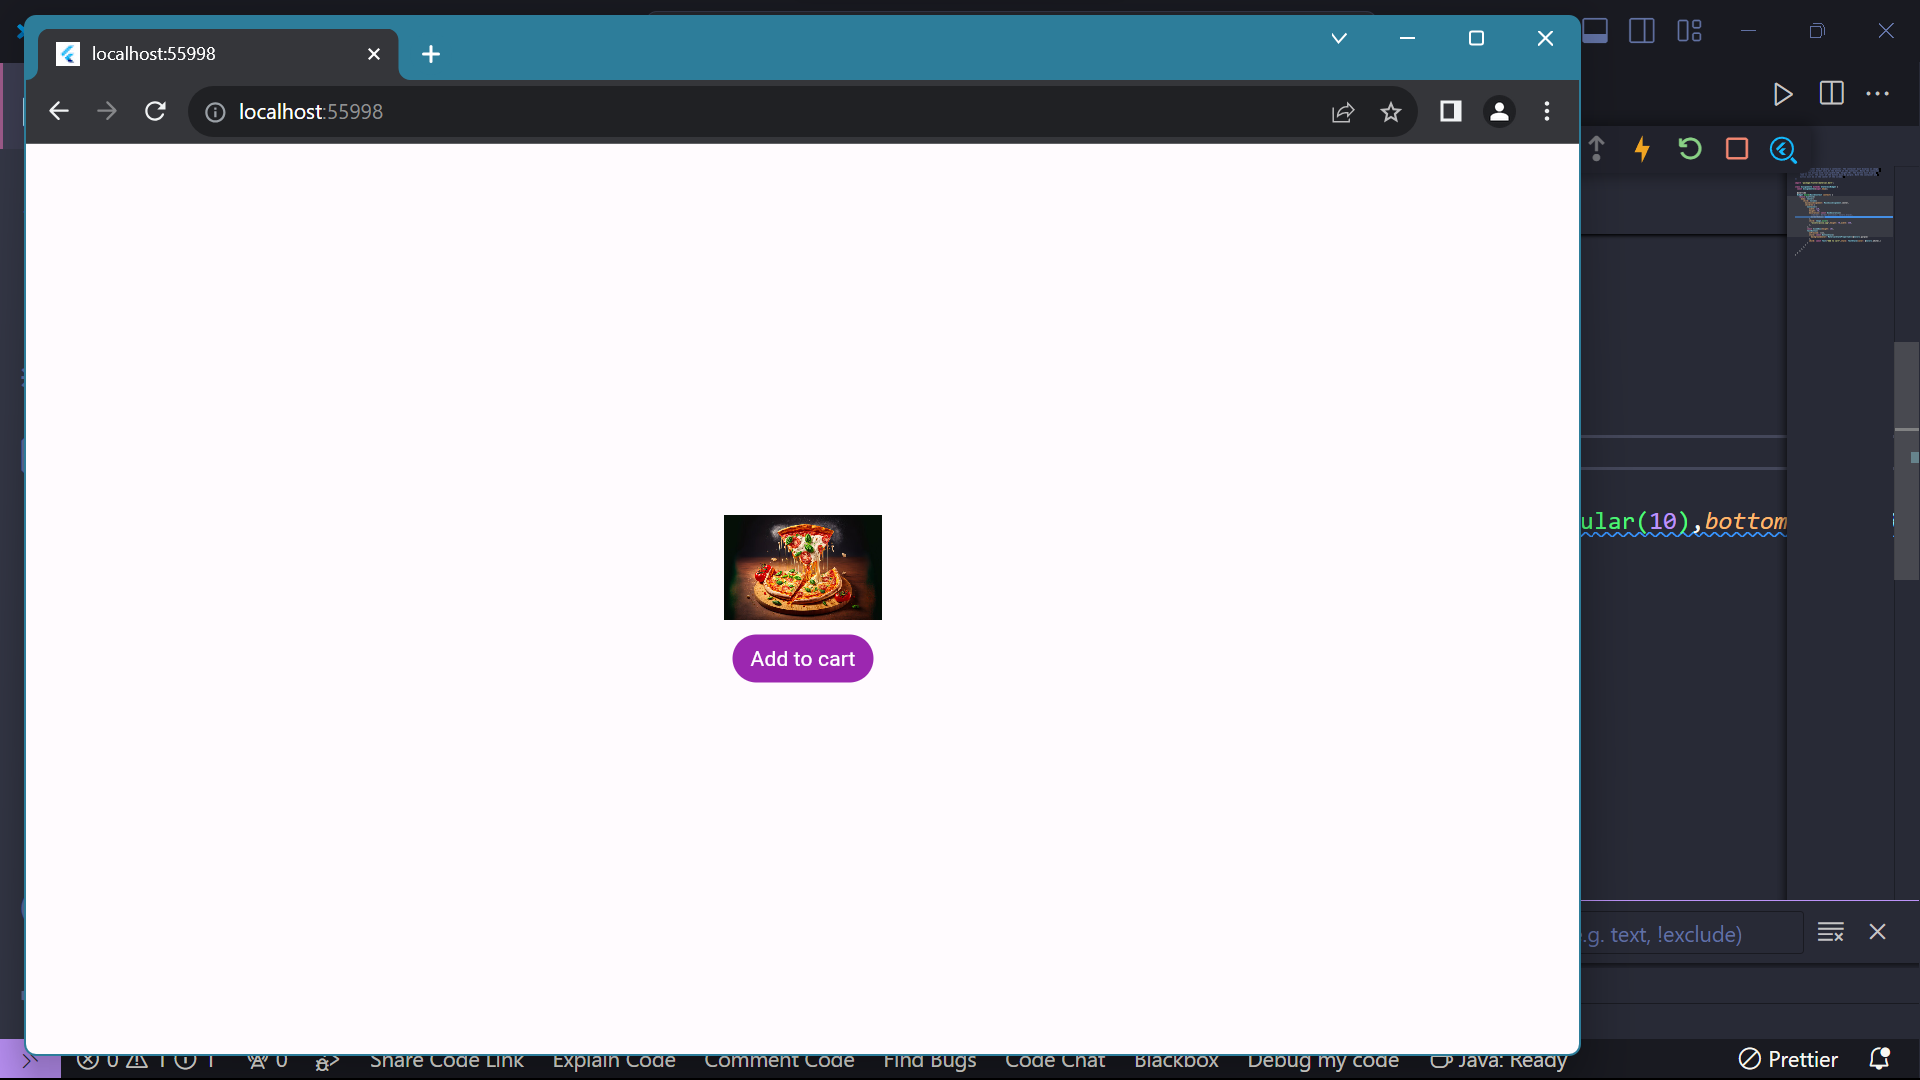 localhost:55998
localhost:55998
ular(10),bottom
Add to cart
.g. text, !exclude)
0 1 1 0 Share Code Link Explain Code Comment Code Find Bugs Code Chat Blackbox Debug my code Java: Ready Prettier